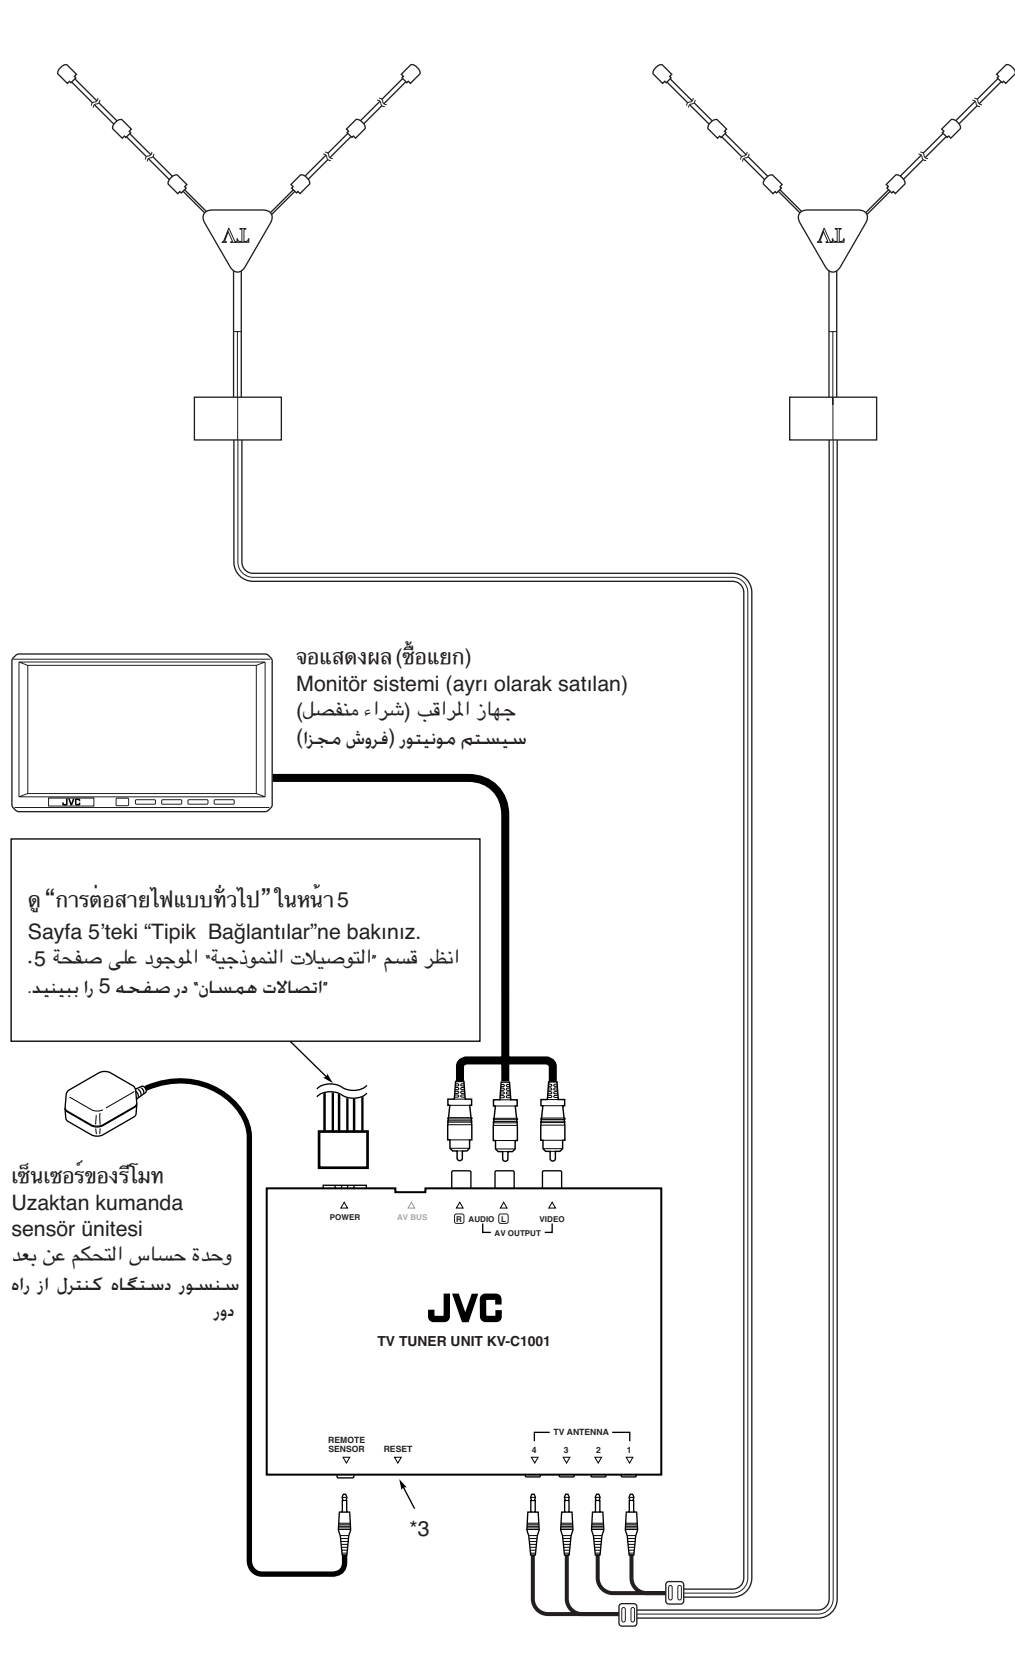 TV
TV
จอแสดงผล (ซื้อแยก)
Monitör sistemi (ayrı olarak satılan)
جهاز المراقب (شراء منفصل)
سيستم مونيتور (فروش مجزا)
JVC
ดู “การต่อสายไฟแบบทั่วไป” ในหน้า 5
Sayfa 5’teki “Tipik Bağlantılar”ne bakınız.
انظر قسم "التوصيلات النموذجية" الموجود على صفحة 5.
"اتصالات همسان" در صفحه 5 را ببینید.
เซ็นเซอร์ของรีโมท
Uzaktan kumanda
sensör ünitesi
وحدة حساس التحكم عن بعد
سنسور دستگاه كنترل از راه
دور
POWER
AV BUS
R AUDIO L
VIDEO
AV OUTPUT
JVC
TV TUNER UNIT KV-C1001
REMOTE
SENSOR
RESET
TV ANTENNA
4 3 2 1
*3